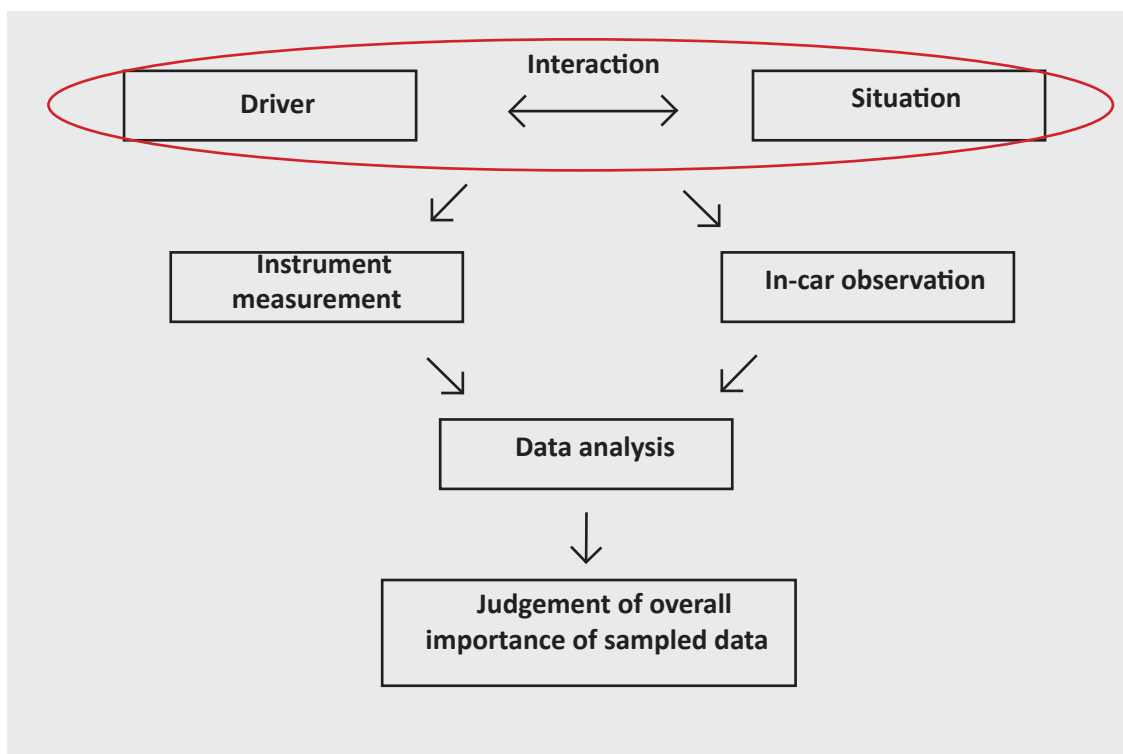 Interaction
Driver
Situation
Instrument
measurement
In-car observation
Data analysis
Judgement of overall
importance of sampled data